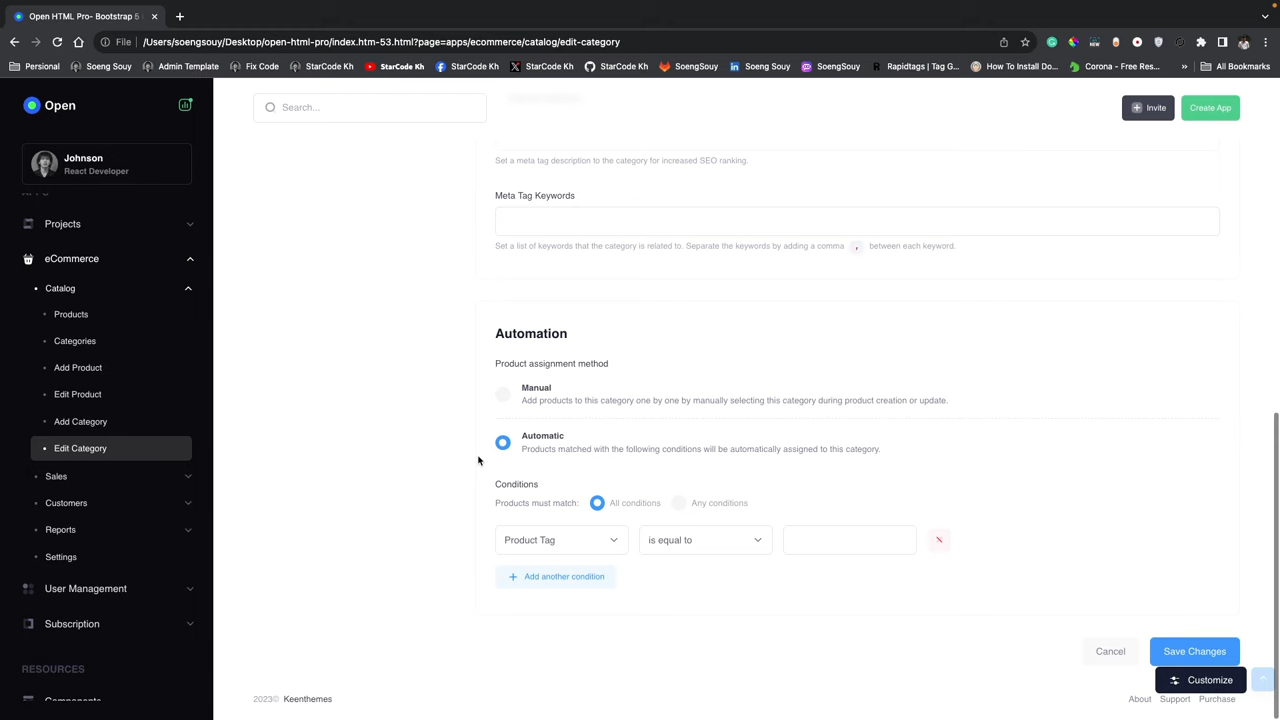 Open HTML Pro- Bootstrap 5
File
/Users/soengsouy/Desktop/open-html-pro/index.htm-53.html?page=apps/ecommerce/catalog/edit-category
Personal
Soeng Souy
Admin Template
Fix Code
StarCode Kh
StarCode Kh
StarCode Kh
StarCode Kh
StarCode Kh
SoengSouy
Soeng Souy
SoengSouy
Rapidtags | Tag G...
How To Install Do...
Corona - Free Res...
»
All Bookmarks
Open
Search...
Invite
Create App
Johnson
React Developer
APPS
Projects
eCommerce
Catalog
Products
Categories
Add Product
Edit Product
Add Category
Edit Category
Sales
Customers
Reports
Settings
User Management
Subscription
RESOURCES
Components
Set a meta tag description to the category for increased SEO ranking.
Meta Tag Keywords
Set a list of keywords that the category is related to. Separate the keywords by adding a comma , between each keyword.
Automation
Product assignment method
Manual
Add products to this category one by one by manually selecting this category during product creation or update.
Automatic
Products matched with the following conditions will be automatically assigned to this category.
Conditions
Products must match: All conditions Any conditions
Product Tag
is equal to
Add another condition
Cancel
Save Changes
Customize
2023© Keenthemes
About Support Purchase